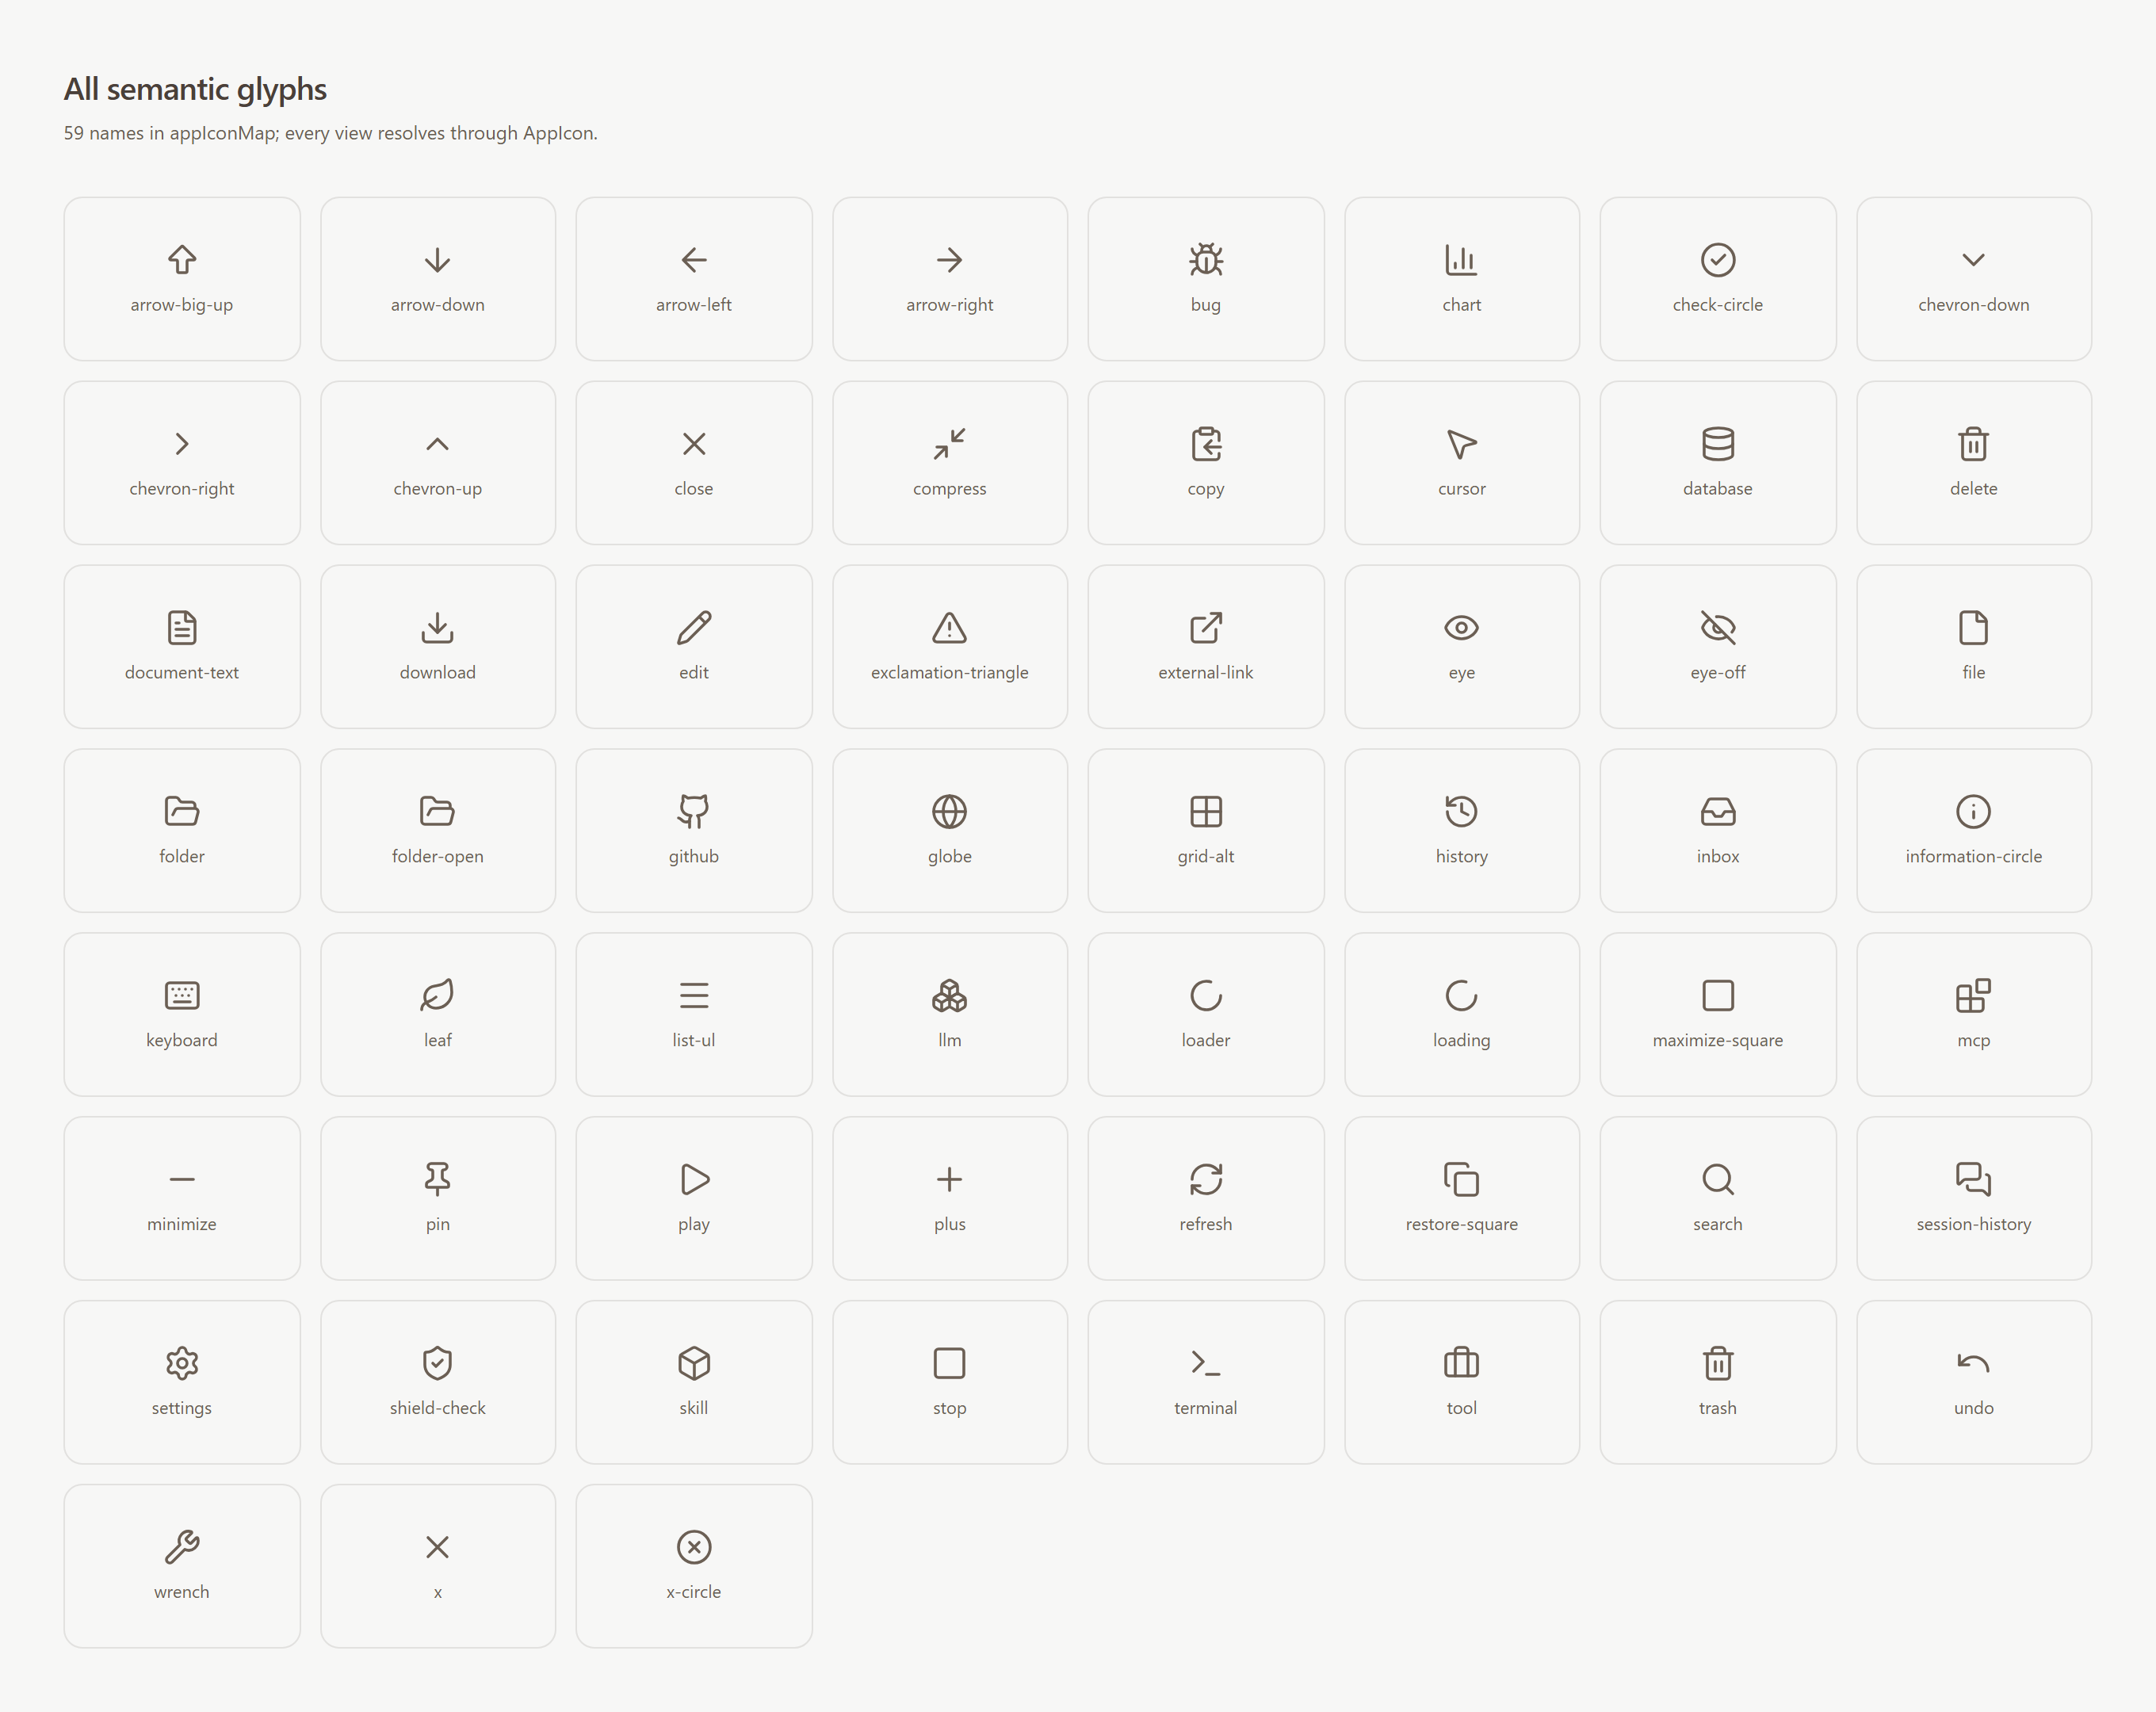 All semantic glyphs
59 names in appIconMap; every view resolves through AppIcon.
arrow-big-up
arrow-down
arrow-left
arrow-right
bug
chart
check-circle
chevron-down
chevron-right
chevron-up
close
compress
copy
cursor
database
delete
document-text
download
edit
exclamation-triangle
external-link
eye
eye-off
file
folder
folder-open
github
globe
grid-alt
history
inbox
information-circle
keyboard
leaf
list-ul
llm
loader
loading
maximize-square
mcp
minimize
pin
play
plus
refresh
restore-square
search
session-history
settings
shield-check
skill
stop
terminal
tool
trash
undo
wrench
x
x-circle